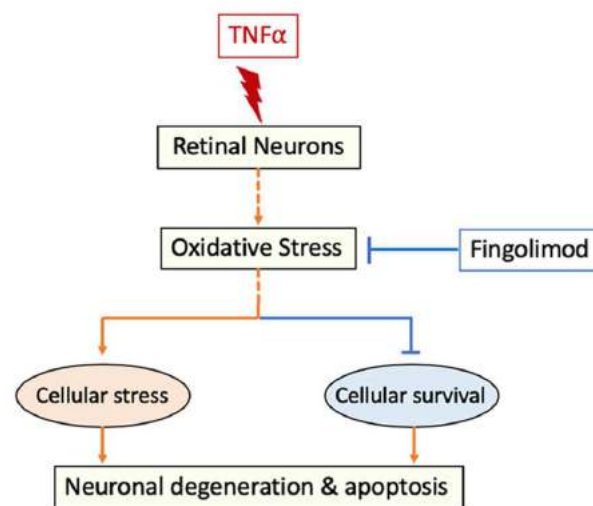 TNFα
Retinal Neurons
Oxidative Stress
Fingolimod
Cellular stress
Cellular survival
Neuronal degeneration & apoptosis